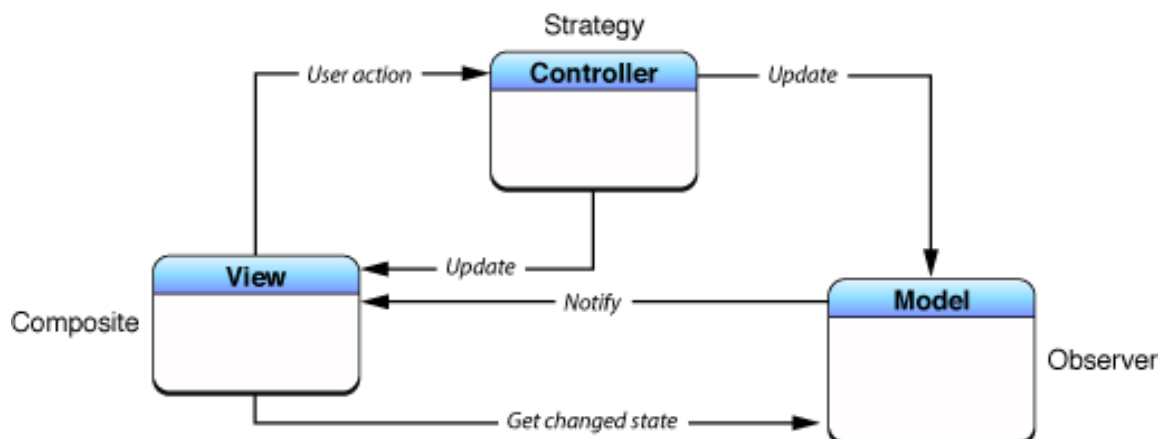 Strategy
User action
Controller
Update
Update
View
Notify
Model
Composite
Observer
Get changed state